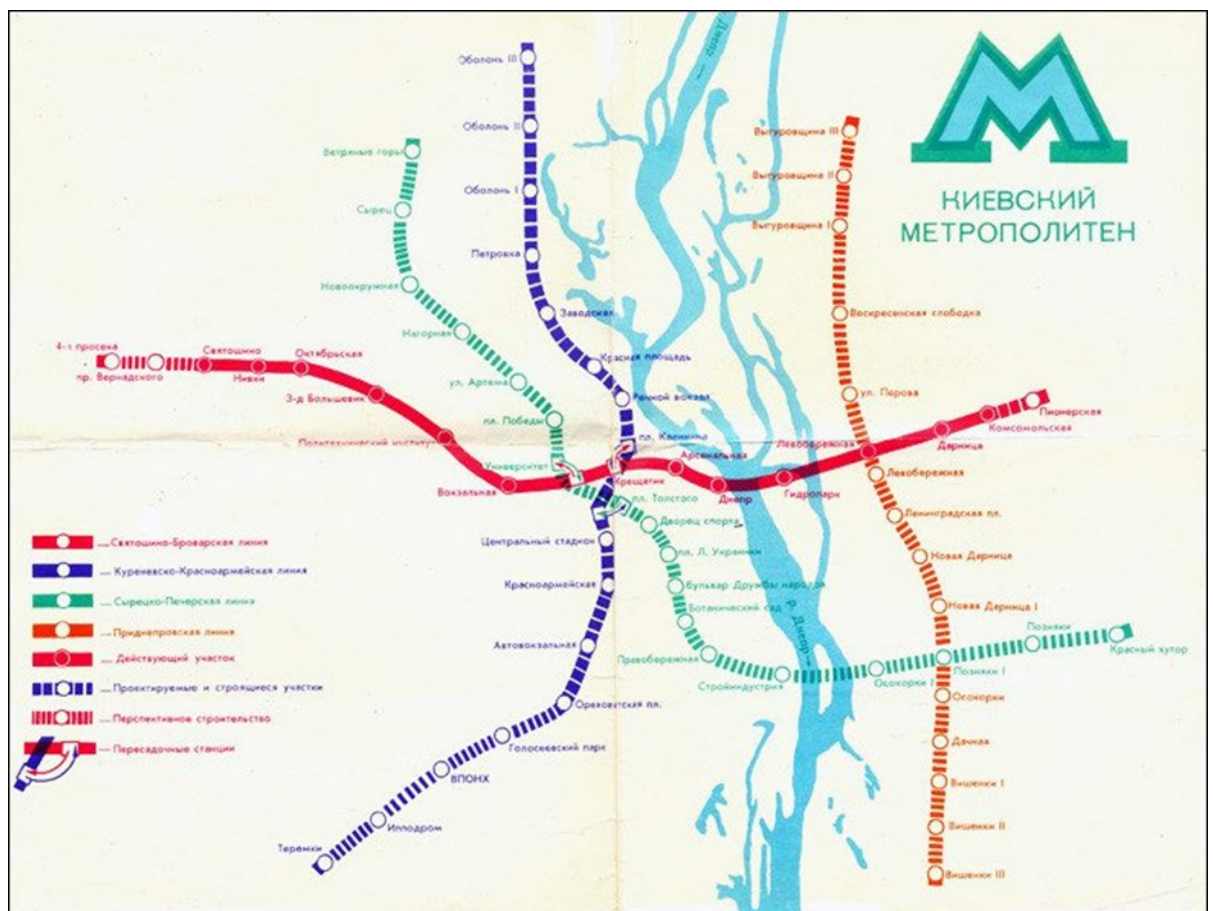 КИЕВСКИЙ
МЕТРОПОЛИТЕН
Днепр
Оболонь III
Оболонь II
Оболонь I
Петровка
Заводская
Красная площадь
Речной вокзал
пл. Калинина
Крещатик
пл. Толстого
Центральный стадион
Красноармейская
Автовокзальная
Ореховатская пл.
Голосеевский парк
ВПОНХ
Ипподром
Теремки
Ветряные горы
Сырец
Новоокружная
Нагорная
ул. Артема
пл. Победы
Университет
Дворец спорта
пл. Л. Украинки
бульвар Дружбы народов
Ботанический сад
Правобережная
Стройиндустрия
Осокорки I
Позняки I
Позняки
Красный хутор
4-я просека
пр. Вернадского
Святошино
Нивки
Октябрьская
З-д Большевик
Политехнический институт
Вокзальная
Арсенальная
Днепр
Гидропарк
Левобережная
Дарница
Комсомольская
Пионерская
Выгуровщина III
Выгуровщина II
Выгуровщина I
Воскресенская слободка
ул. Перова
Левобережная
Ленинградская пл.
Новая Дарница
Новая Дарница I
Осокорки
Дачная
Вишенки I
Вишенки II
Вишенки III
р. Днепр
Святошино-Броварская линия
Куреневско-Красноармейская линия
Сырецко-Печерская линия
Приднепровская линия
Действующий участок
Проектируемые и строящиеся участки
Перспективное строительство
Пересадочные станции